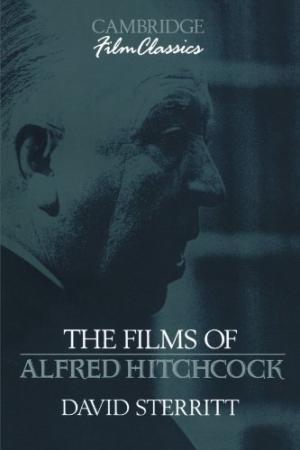 CAMBRIDGE
Film Classics
THE FILMS OF
ALFRED HITCHCOCK
DAVID STERRITT